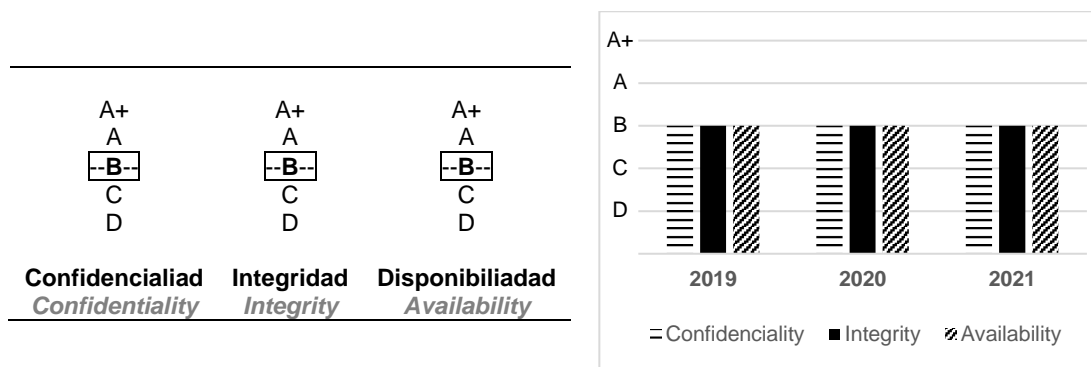 A+ A+ A+
A A A
--B-- --B-- --B--
C C C
D D D
Confidencialiad Integridad Disponibiliadad
Confidentiality Integrity Availability
A+
A
B
C
D
2019 2020 2021
Confidenciality Integrity Availability